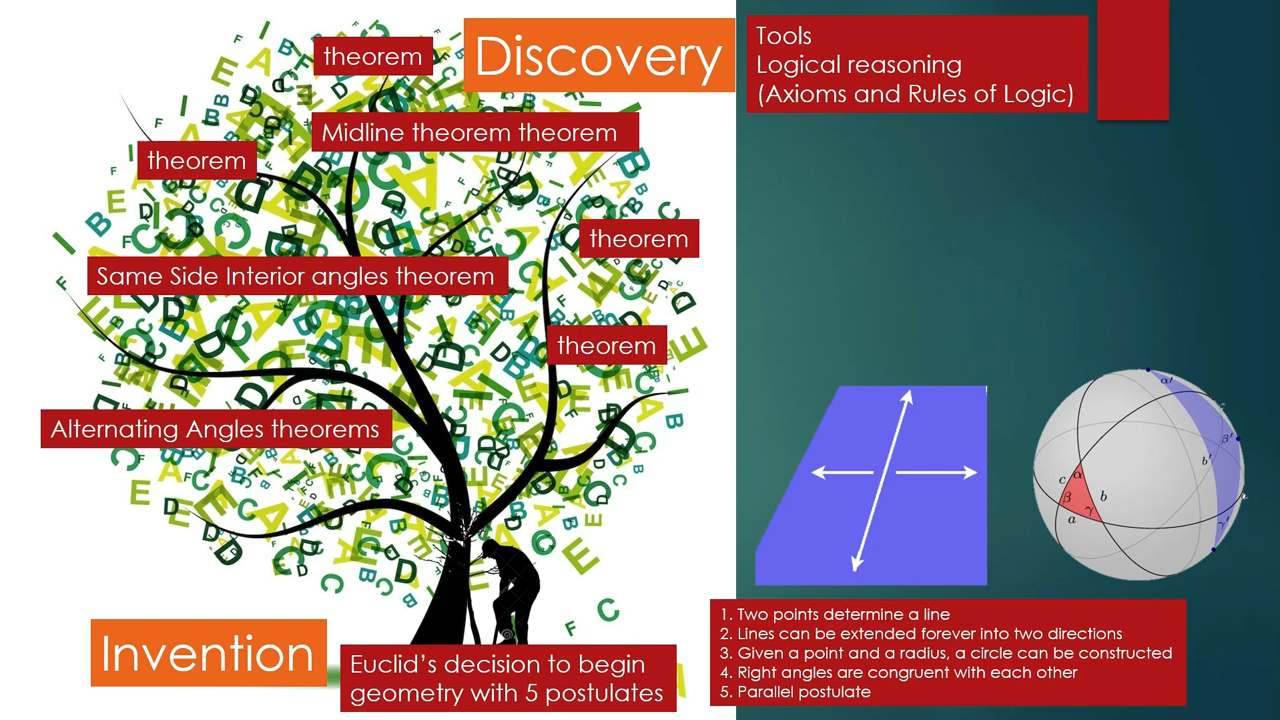 theorem
Discovery
Tools
Logical reasoning
(Axioms and Rules of Logic)
Midline theorem theorem
theorem
theorem
Same Side Interior angles theorem
theorem
Alternating Angles theorems
Invention
Euclid's decision to begin
geometry with 5 postulates
1. Two points determine a line
2. Lines can be extended forever into two directions
3. Given a point and a radius, a circle can be constructed
4. Right angles are congruent with each other
5. Parallel postulate
α'
β'
b'
γ'
c
α
β
b
γ
a